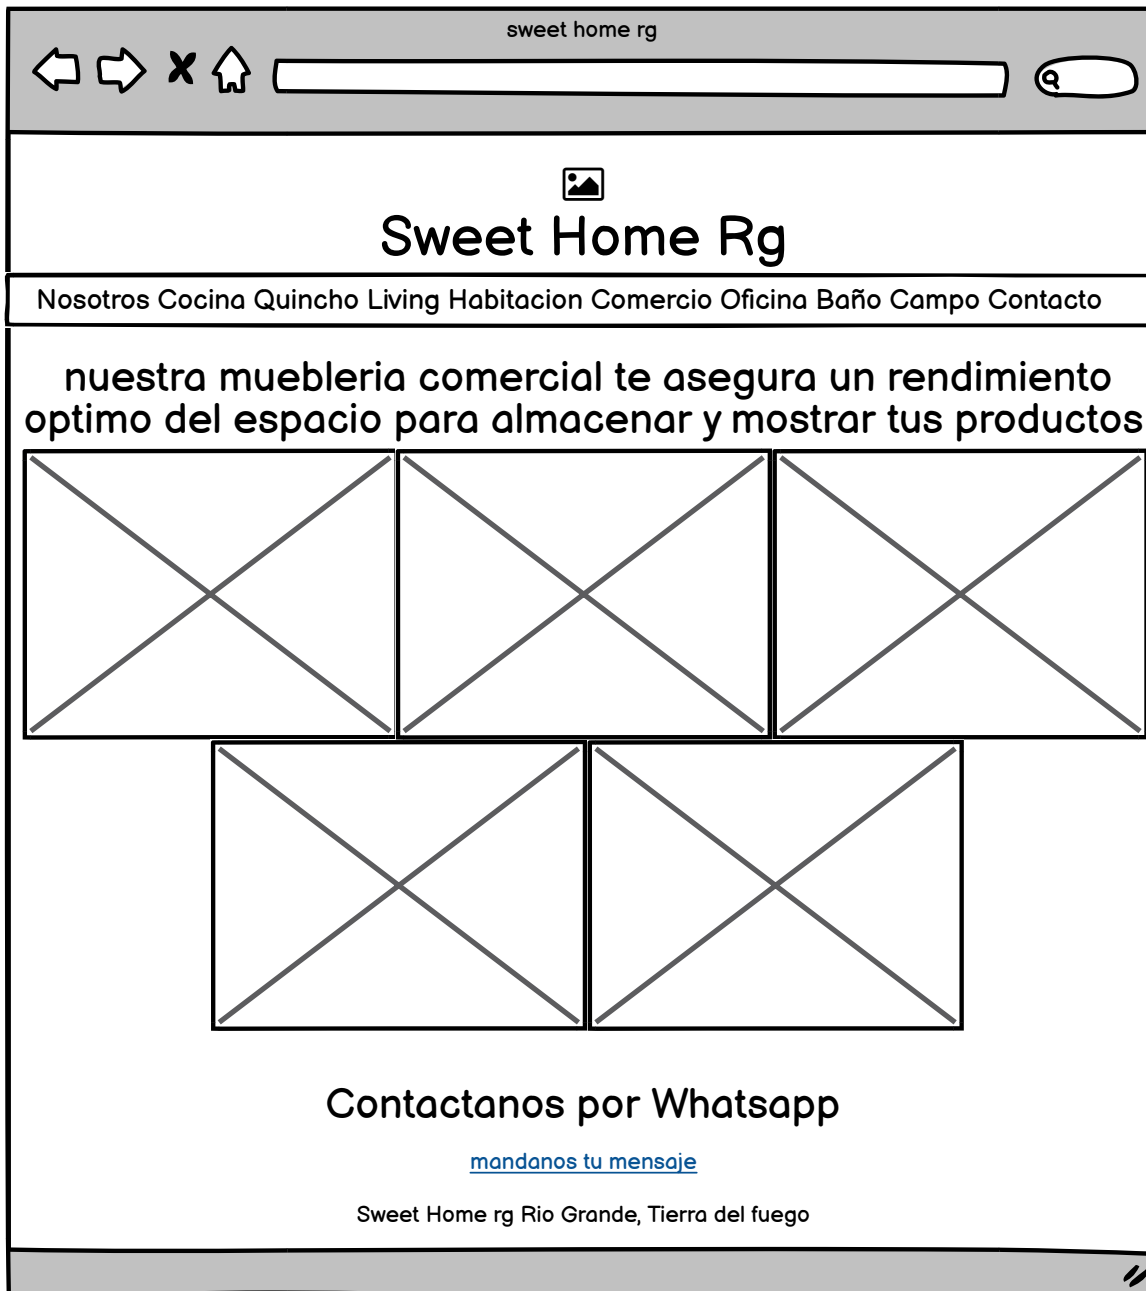 sweet home rg
Sweet Home Rg
Nosotros Cocina Quincho Living Habitacion Comercio Oficina Baño Campo Contacto
nuestra muebleria comercial te asegura un rendimiento
optimo del espacio para almacenar y mostrar tus productos
Contactanos por Whatsapp
mandanos tu mensaje
Sweet Home rg Rio Grande, Tierra del fuego